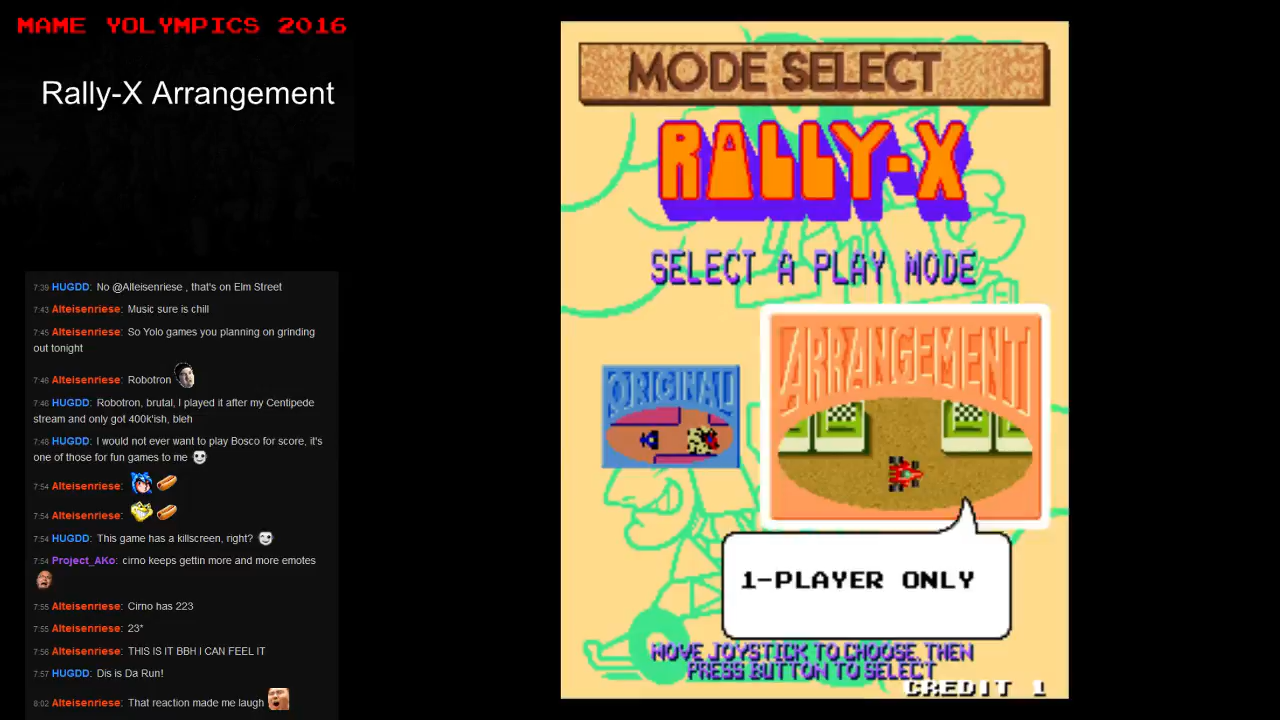 MAME YOLYMPICS 2016
Rally-X Arrangement
7:39 HUGDD: No @Alteisenriese , that's on Elm Street
7:43 Alteisenriese: Music sure is chill
7:45 Alteisenriese: So Yolo games you planning on grinding
out tonight
7:46 Alteisenriese: Robotron
7:46 HUGDD: Robotron, brutal, I played it after my Centipede
stream and only got 400k'ish, bleh
7:48 HUGDD: I would not ever want to play Bosco for score, it's
one of those for fun games to me
7:54 Alteisenriese:
7:54 Alteisenriese:
7:54 HUGDD: This game has a killscreen, right?
7:54 Project_AKo: cirno keeps gettin more and more emotes
7:55 Alteisenriese: Cirno has 223
7:55 Alteisenriese: 23*
7:56 Alteisenriese: THIS IS IT BBH I CAN FEEL IT
7:57 HUGDD: Dis is Da Run!
8:02 Alteisenriese: That reaction made me laugh
MODE SELECT
RALLY-X
SELECT A PLAY MODE
ORIGINAL
ARRANGEMENT
1-PLAYER ONLY
MOVE JOYSTICK TO CHOOSE, THEN
PRESS BUTTON TO SELECT
CREDIT 1